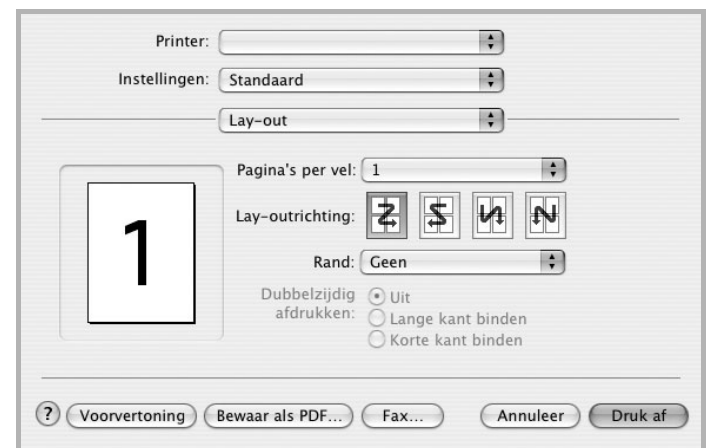 Printer:
Instellingen: Standaard
Lay-out
Pagina's per vel: 1
1
Lay-outrichting:
Rand: Geen
Dubbelzijdig afdrukken:
Uit
Lange kant binden
Korte kant binden
? Voorvertoning Bewaar als PDF... Fax... Annuleer Druk af